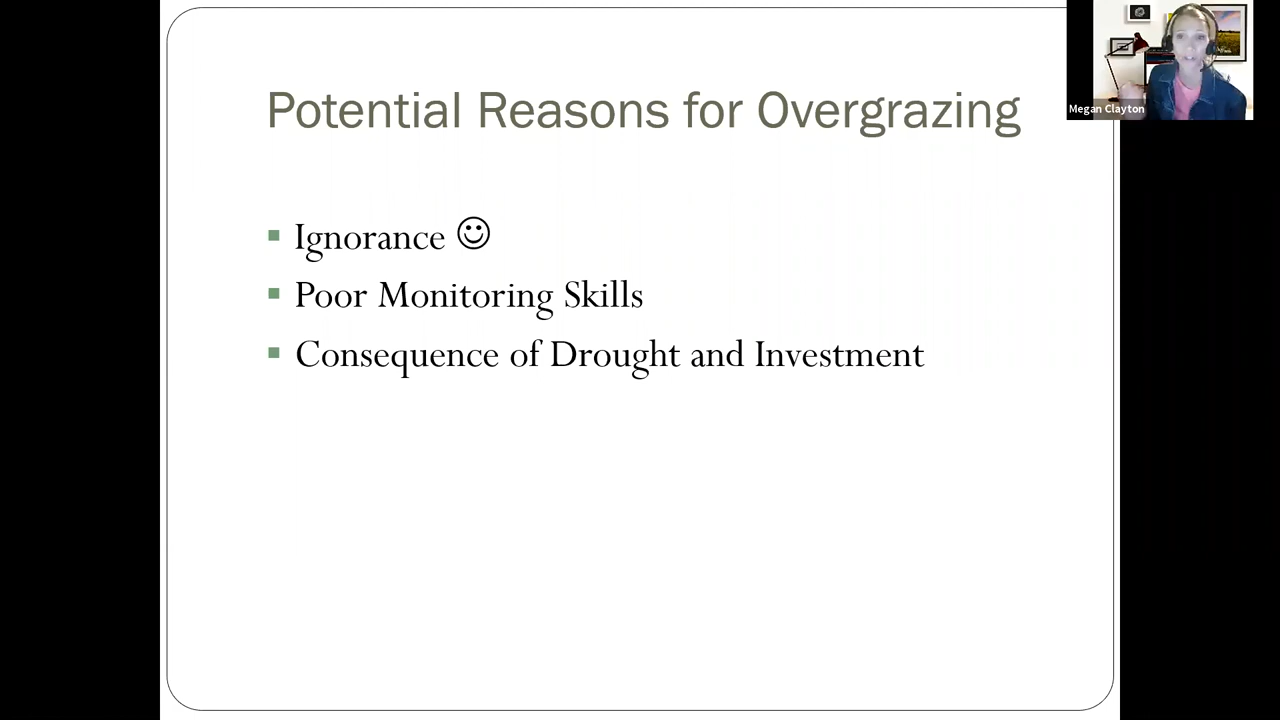 Potential Reasons for Overgrazing
Megan Clayton
Ignorance ☺
Poor Monitoring Skills
Consequence of Drought and Investment